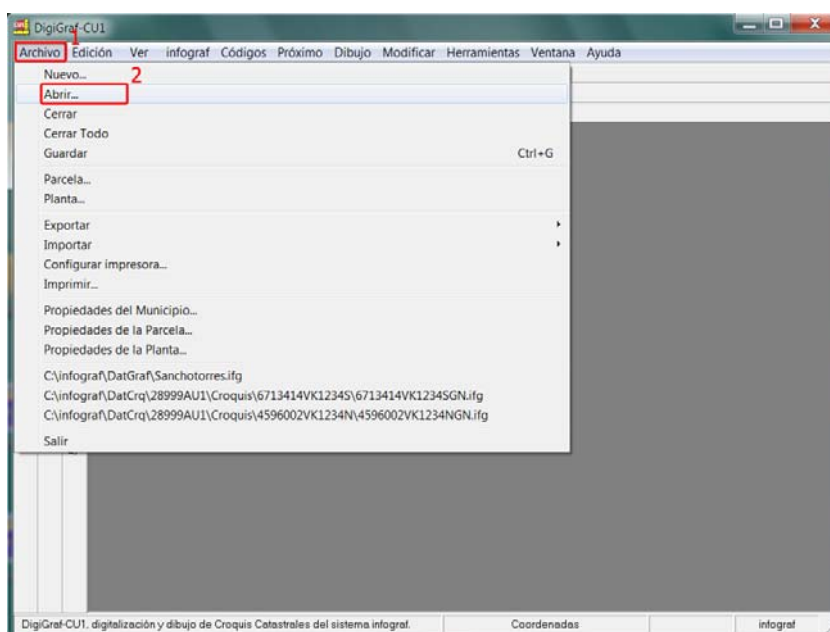 DigiGraf-CU1
1
Archivo Edición Ver infograf Códigos Próximo Dibujo Modificar Herramientas Ventana Ayuda
Nuevo...
2
Abrir...
Cerrar
Cerrar Todo
Guardar Ctrl+G
Parcela...
Planta...
Exportar
Importar
Configurar impresora...
Imprimir...
Propiedades del Municipio...
Propiedades de la Parcela...
Propiedades de la Planta...
C:\infograf\DatGraf\Sanchotorres.ifg
C:\infograf\DatCrq\28999AU1\Croquis\6713414VK1234S\6713414VK1234SGN.ifg
C:\infograf\DatCrq\28999AU1\Croquis\4596002VK1234N\4596002VK1234NGN.ifg
Salir
DigiGraf-CU1, digitalización y dibujo de Croquis Catastrales del sistema infograf. Coordenadas infograf